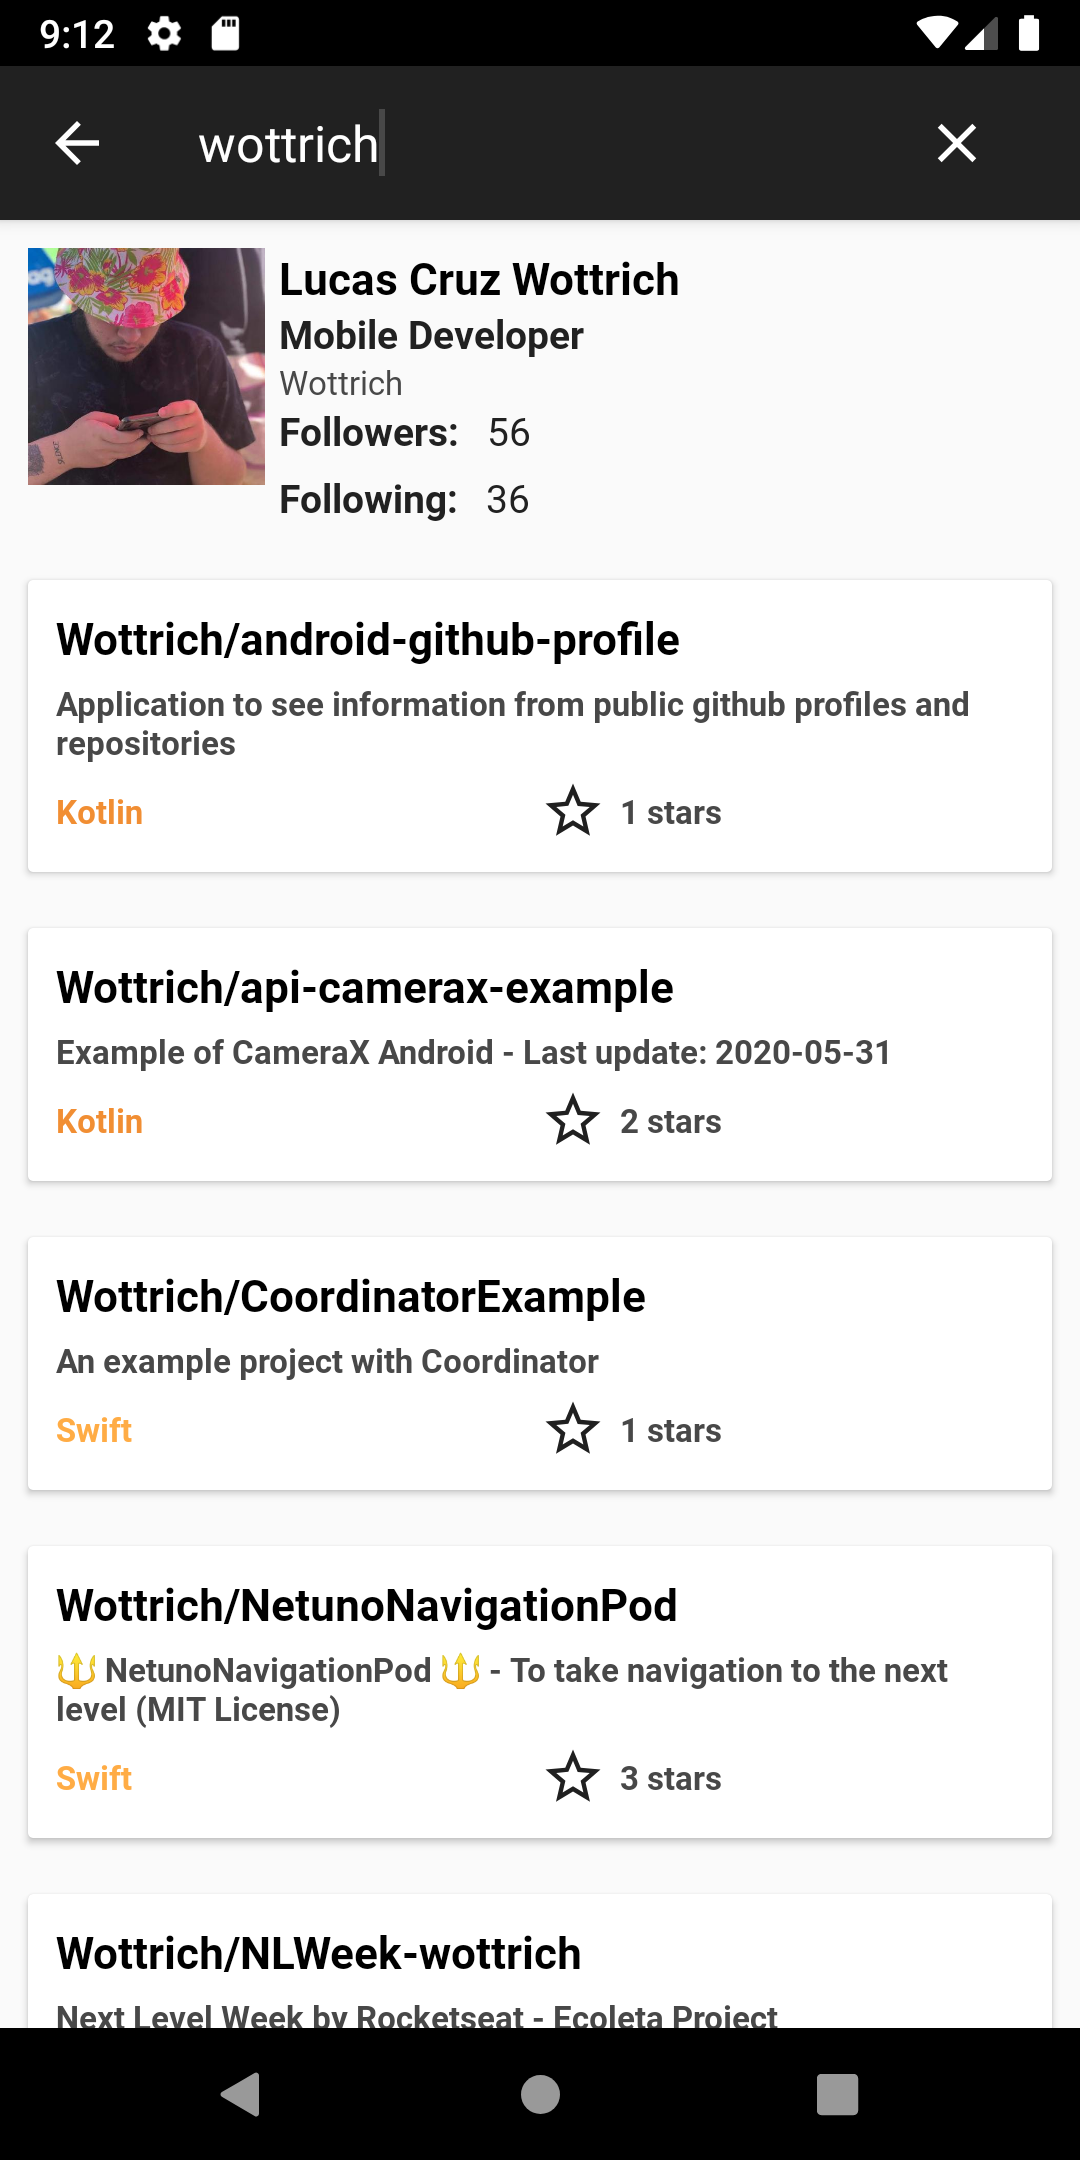 9:12
wottrich
Lucas Cruz Wottrich
Mobile Developer
Wottrich
Followers: 56
Following: 36
Wottrich/android-github-profile
Application to see information from public github profiles and
repositories
Kotlin 1 stars
Wottrich/api-camerax-example
Example of CameraX Android - Last update: 2020-05-31
Kotlin 2 stars
Wottrich/CoordinatorExample
An example project with Coordinator
Swift 1 stars
Wottrich/NetunoNavigationPod
🔱 NetunoNavigationPod 🔱 - To take navigation to the next
level (MIT License)
Swift 3 stars
Wottrich/NLWeek-wottrich
Next Level Week by Rocketseat - Ecoleta Project